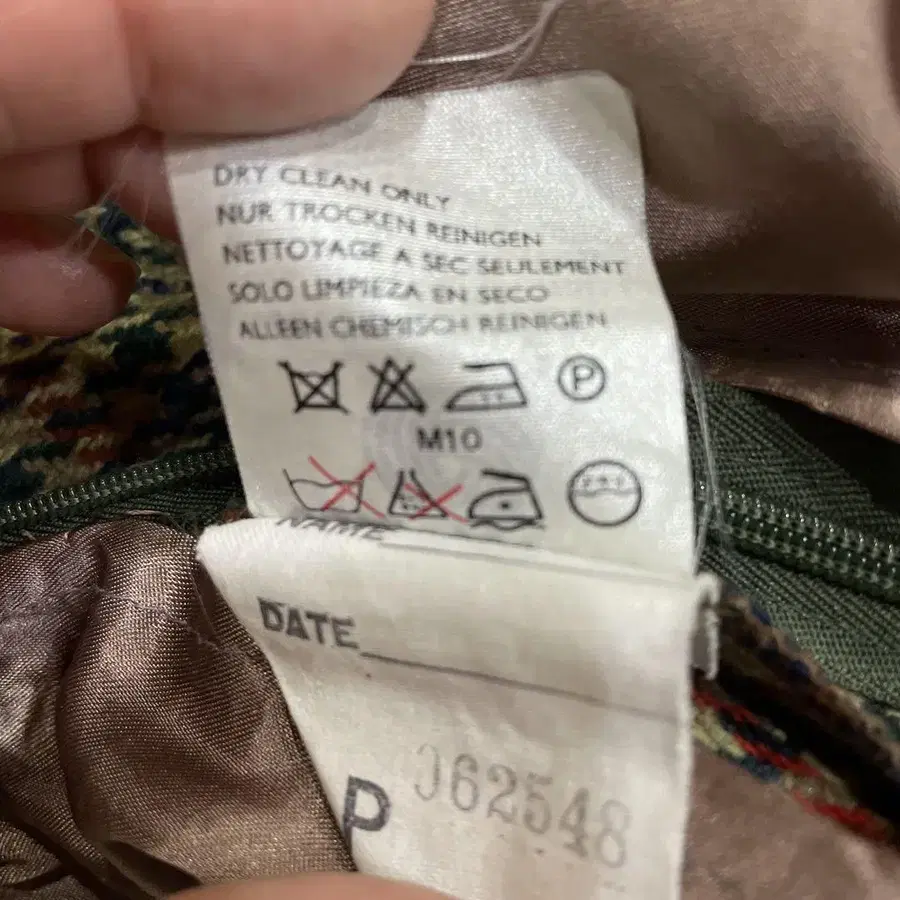 DRY CLEAN ONLY
NUR TROCKEN REINIGEN
NETTOYAGE A SEC SEULEMENT
SOLO LIMPIEZA EN SECO
ALLEEN CHEMISCH REINIGEN
P
M10
NAME
DATE
P 062548